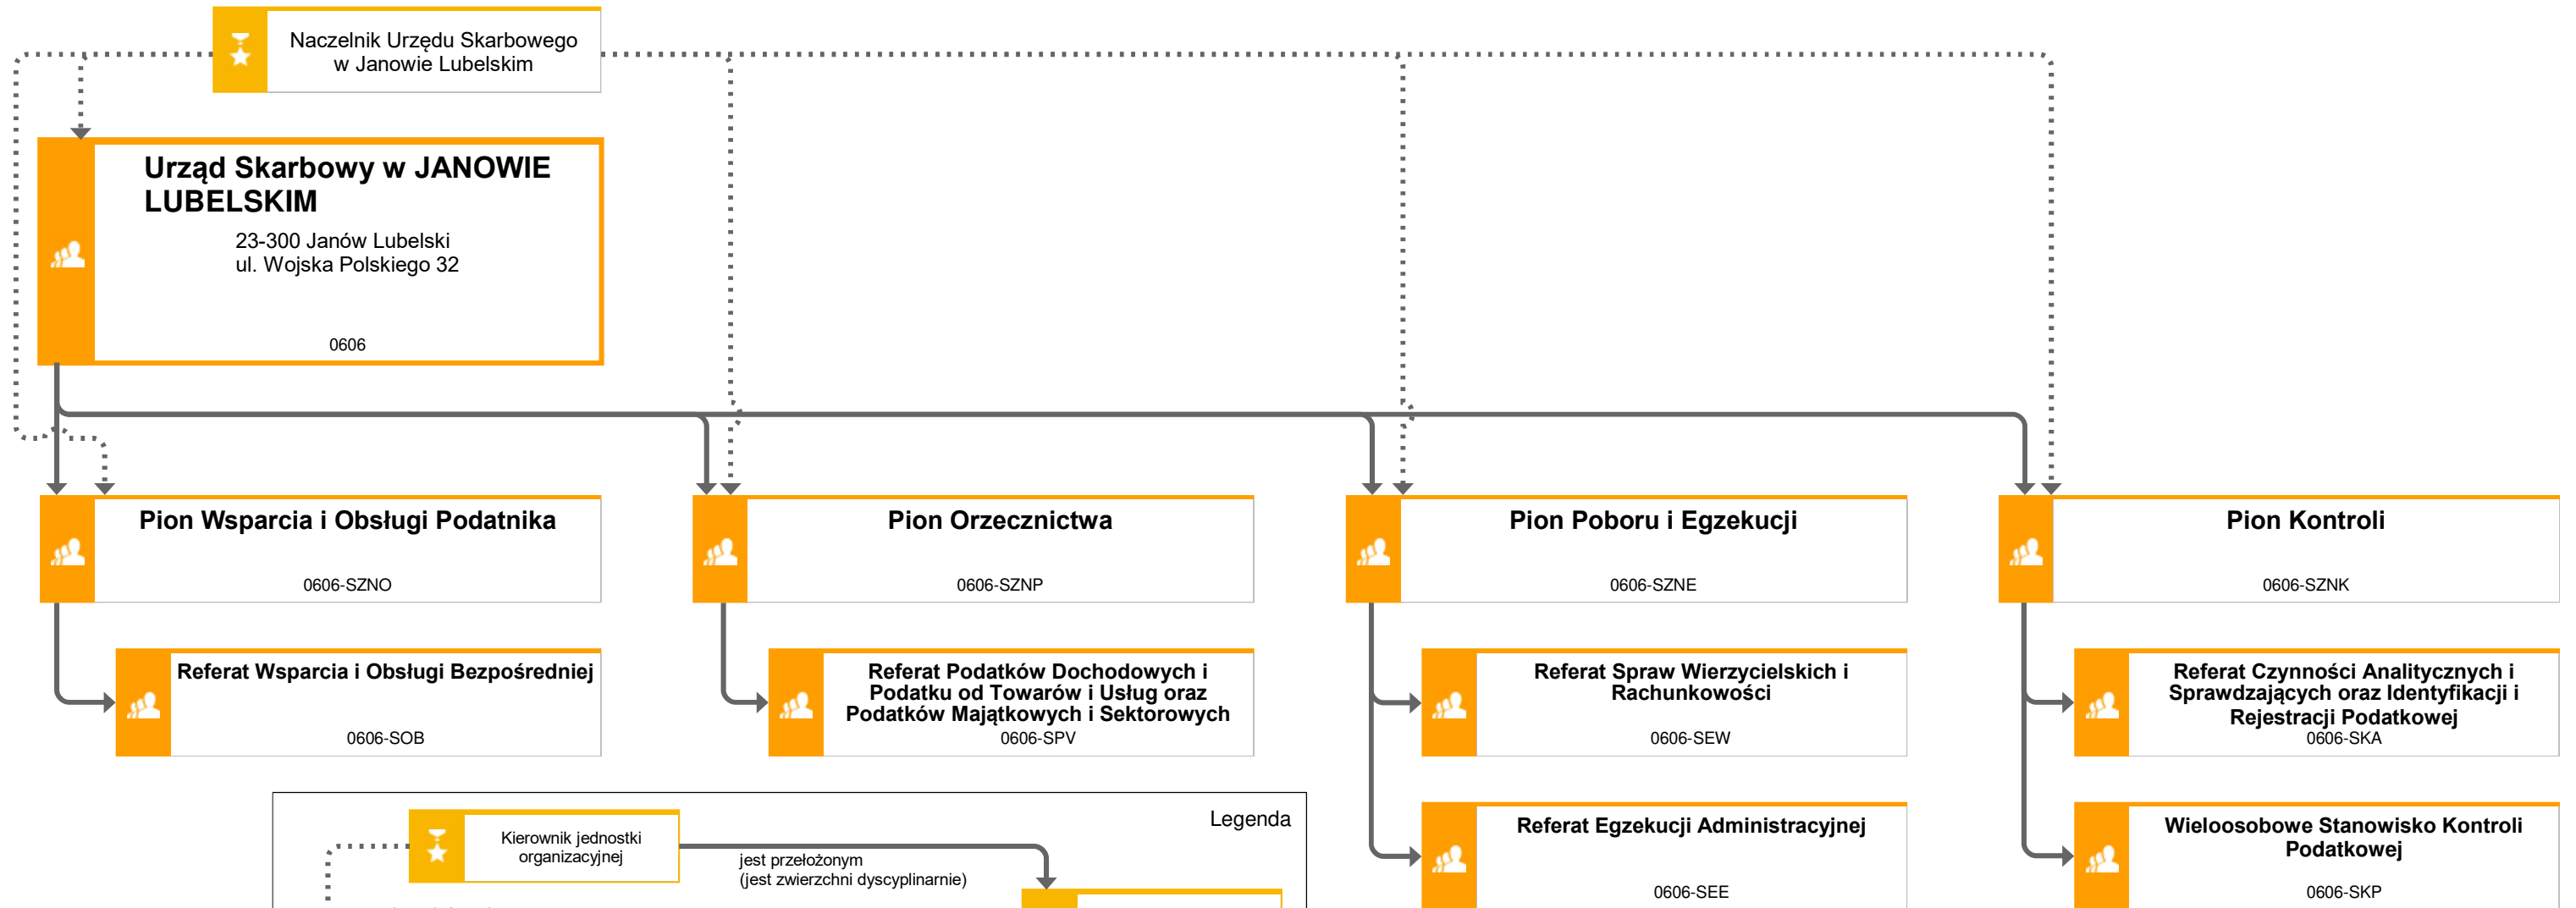 Naczelnik Urzędu Skarbowego
w Janowie Lubelskim
Urząd Skarbowy w JANOWIE
LUBELSKIM
23-300 Janów Lubelski
ul. Wojska Polskiego 32
0606
Pion Wsparcia i Obsługi Podatnika
0606-SZNO
Pion Orzecznictwa
0606-SZNP
Pion Poboru i Egzekucji
0606-SZNE
Pion Kontroli
0606-SZNK
Referat Wsparcia i Obsługi Bezpośredniej
0606-SOB
Referat Podatków Dochodowych i
Podatku od Towarów i Usług oraz
Podatków Majątkowych i Sektorowych
0606-SPV
Referat Spraw Wierzycielskich i
Rachunkowości
0606-SEW
Referat Czynności Analitycznych i
Sprawdzających oraz Identyfikacji i
Rejestracji Podatkowej
0606-SKA
Referat Egzekucji Administracyjnej
0606-SEE
Wieloosobowe Stanowisko Kontroli
Podatkowej
0606-SKP
Legenda
Kierownik jednostki
organizacyjnej
jest przełożonym
(jest zwierzchni dyscyplinarnie)